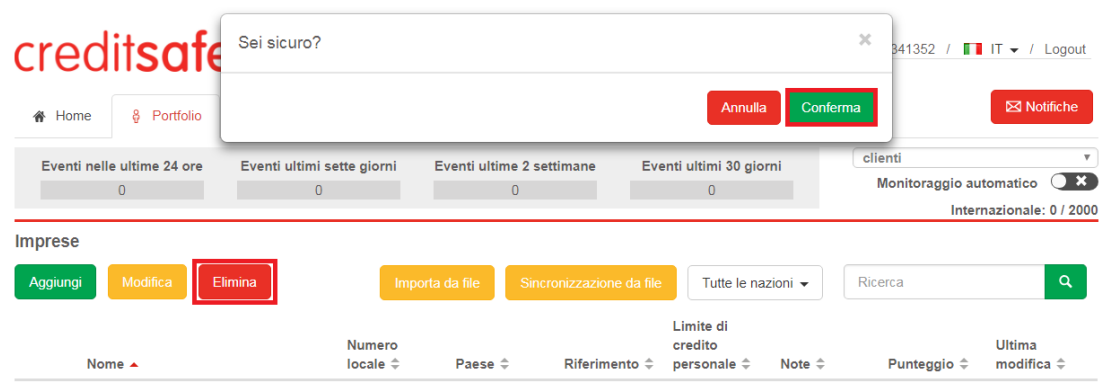 creditsafe
Sei sicuro?
×
341352 / IT / Logout
Home
Portfolio
Annulla
Conferma
Notifiche
Eventi nelle ultime 24 ore
Eventi ultimi sette giorni
Eventi ultime 2 settimane
Eventi ultimi 30 giorni
clienti
0
0
0
0
Monitoraggio automatico
Internazionale: 0 / 2000
Imprese
Aggiungi
Modifica
Elimina
Importa da file
Sincronizzazione da file
Tutte le nazioni
Ricerca
Nome
Numero
locale
Paese
Riferimento
Limite di
credito
personale
Note
Punteggio
Ultima
modifica